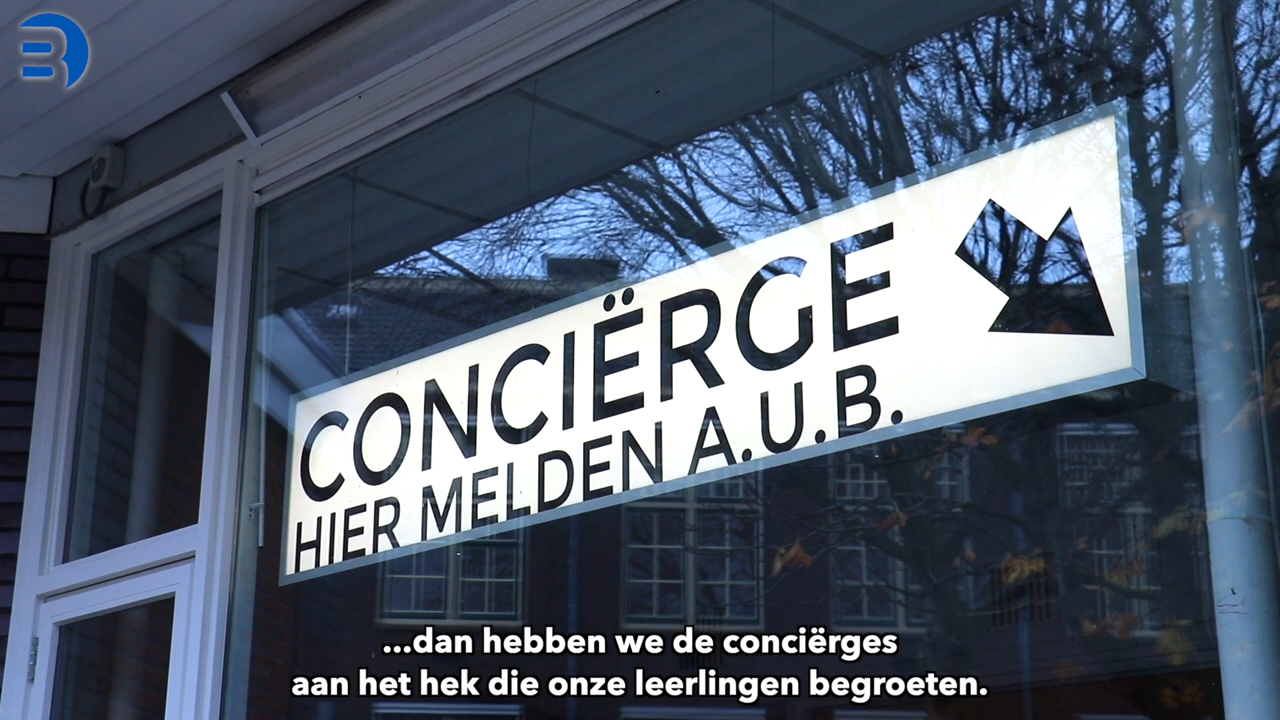 CONCIËRGE
HIER MELDEN A.U.B.
...dan hebben we de conciërges
aan het hek die onze leerlingen begroeten.